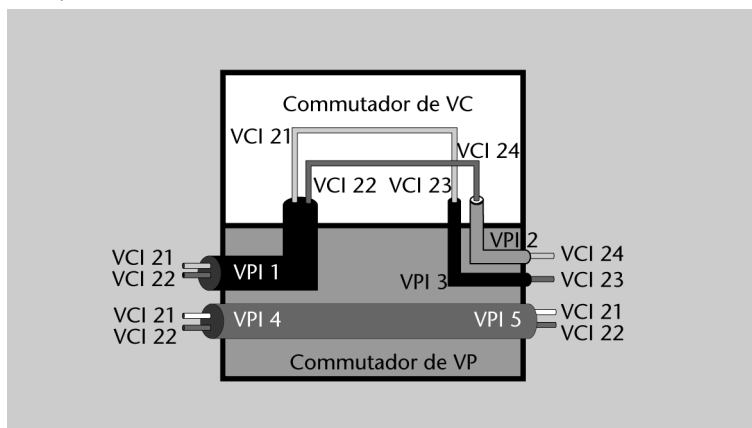 Commutador de VC
VCI 21
VCI 24
VCI 22 VCI 23
VPI 2
VCI 21
VCI 24
VCI 22
VPI 1
VPI 3
VCI 23
VCI 21
VPI 4
VPI 5
VCI 21
VCI 22
VCI 22
Commutador de VP